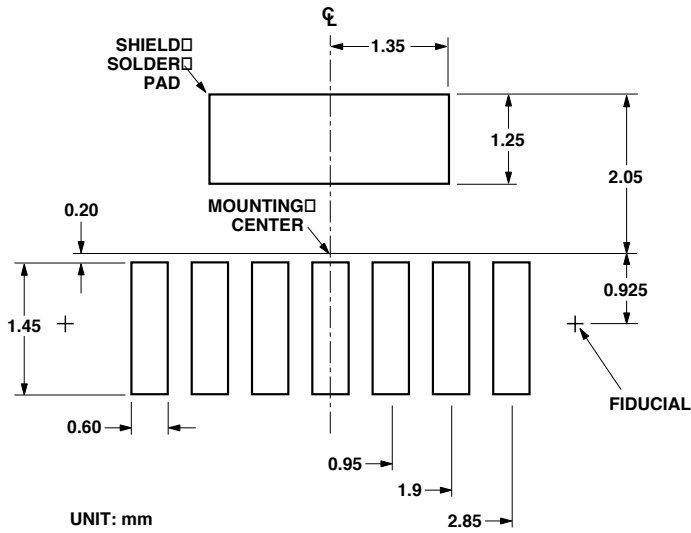 ℄
1.35
SHIELD□
SOLDER□
PAD
1.25
2.05
MOUNTING□
CENTER
0.20
0.925
1.45
FIDUCIAL
0.60
0.95
1.9
2.85
UNIT: mm